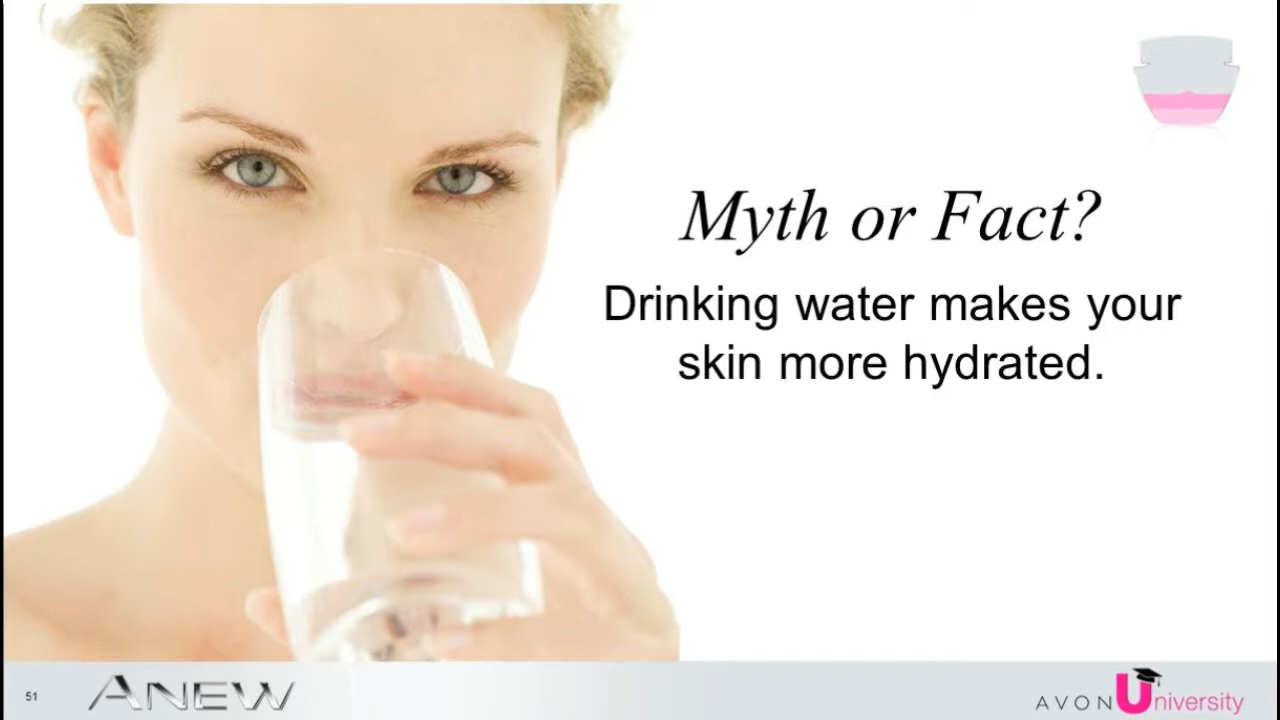 Myth or Fact?
Drinking water makes your
skin more hydrated.
51
ANEW
AVON University